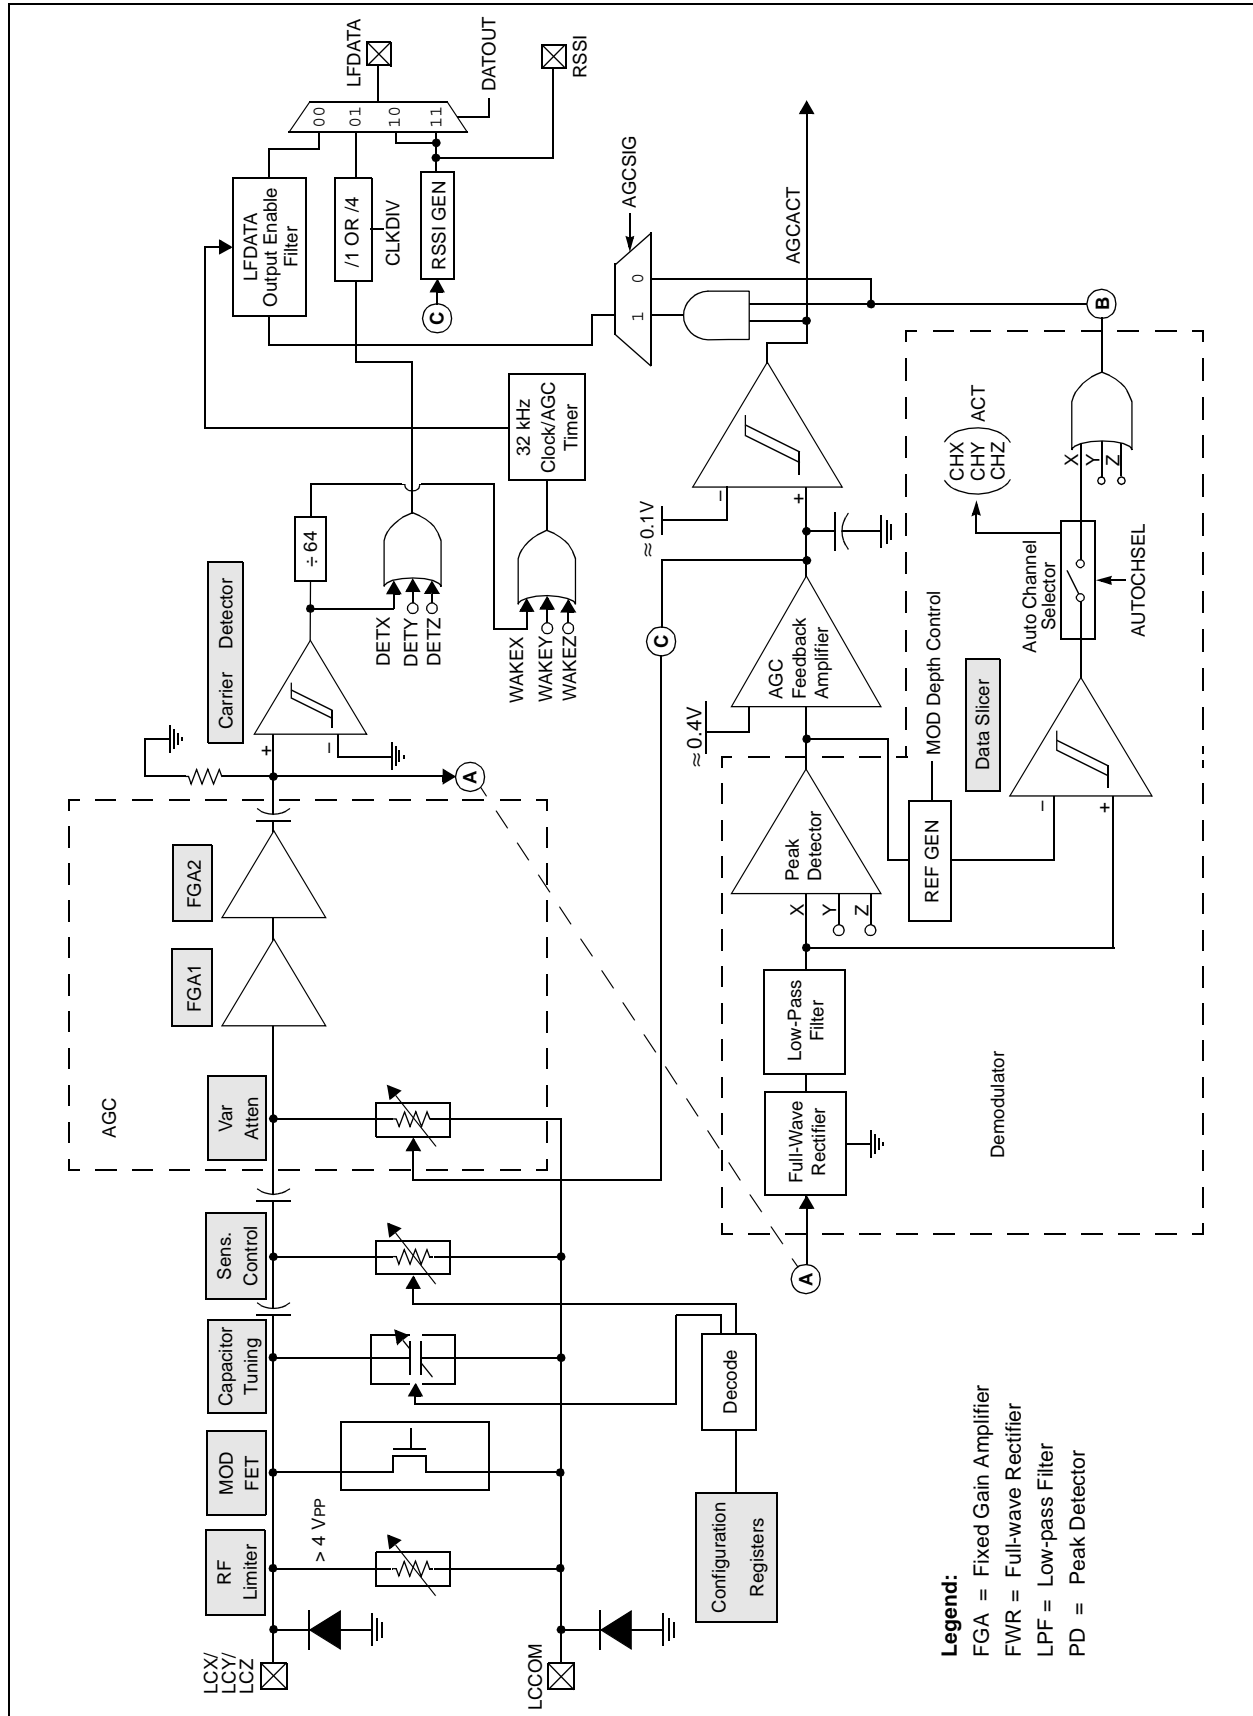 LCX/
LCY/
LCZ
LCCOM
RF
Limiter
> 4 VPP
MOD
FET
Capacitor
Tuning
Sens.
Control
Var
Atten
AGC
FGA1
FGA2
A
Carrier Detector
+
–
÷ 64
DETX
DETY
DETZ
WAKEX
WAKEY
WAKEZ
32 kHz
Clock/AGC
Timer
LFDATA
Output Enable
Filter
/1 OR /4
CLKDIV
RSSI GEN
C
00
01
10
11
LFDATA
DATOUT
RSSI
Configuration
Registers
Decode
A
Full-Wave
Rectifier
Low-Pass
Filter
X
Y
Z
Peak
Detector
≈ 0.4V
AGC
Feedback
Amplifier
C
≈ 0.1V
–
+
1
0
AGCSIG
AGCACT
REF GEN
MOD Depth Control
Data Slicer
–
+
Auto Channel
Selector
AUTOCHSEL
CHX
CHY
CHZ
ACT
X
Y
Z
B
Demodulator
Legend:
FGA = Fixed Gain Amplifier
FWR = Full-wave Rectifier
LPF = Low-pass Filter
PD = Peak Detector